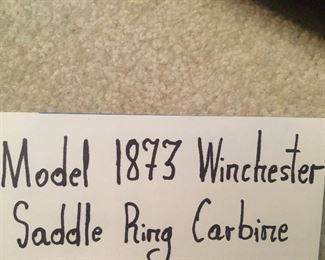 Model 1873 Winchester
Saddle Ring Carbine